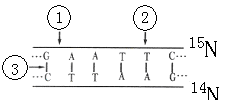 ① ②
¹⁵N
…G A A T T C…
③
…C T T A A G…
¹⁴N